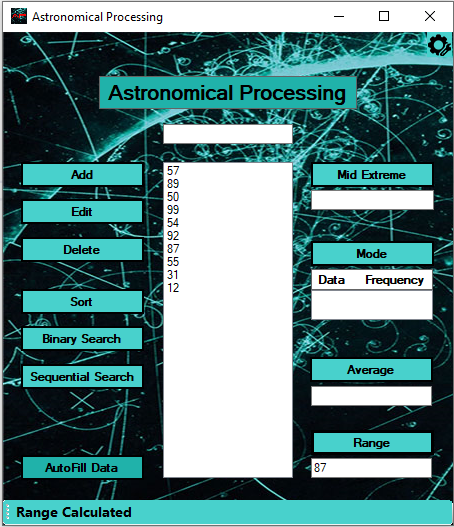 Astronomical Processing
Astronomical Processing
Add
Edit
Delete
Sort
Binary Search
Sequential Search
AutoFill Data
57
89
50
99
54
92
87
55
31
12
Mid Extreme
Mode
Data Frequency
Average
Range
87
Range Calculated